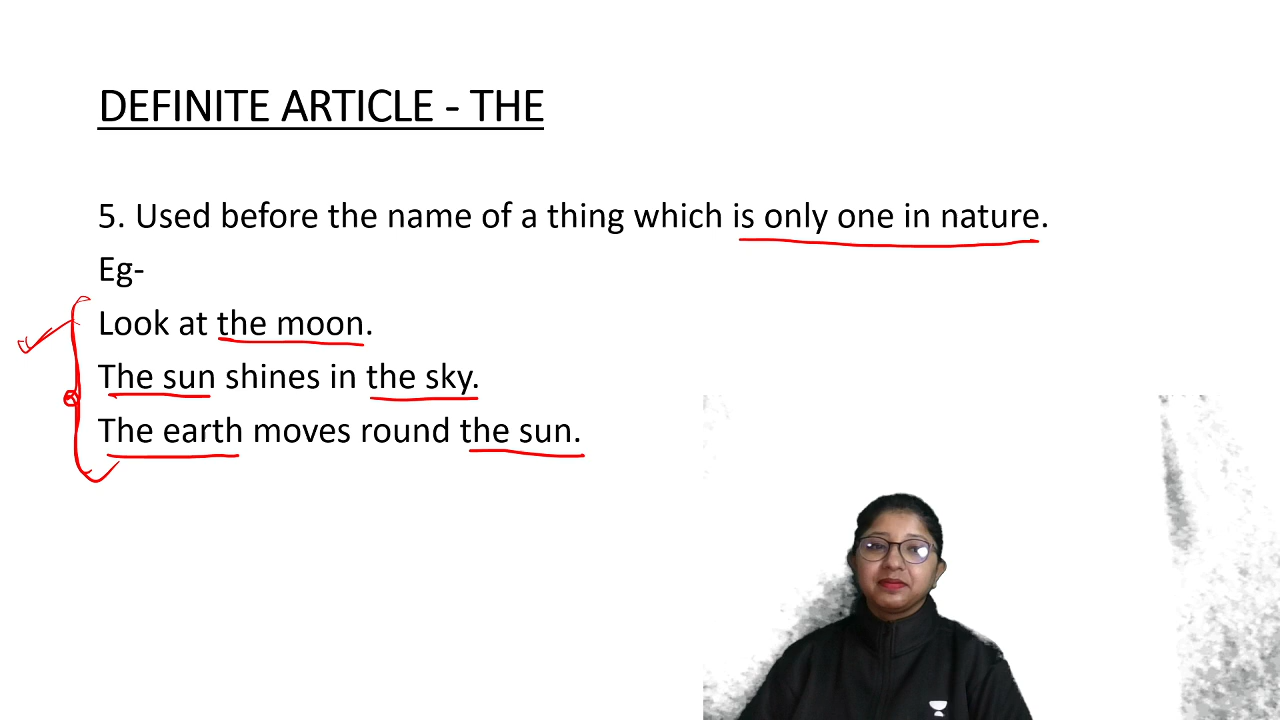 DEFINITE ARTICLE - THE
5. Used before the name of a thing which is only one in nature.
Eg-
Look at the moon.
The sun shines in the sky.
The earth moves round the sun.